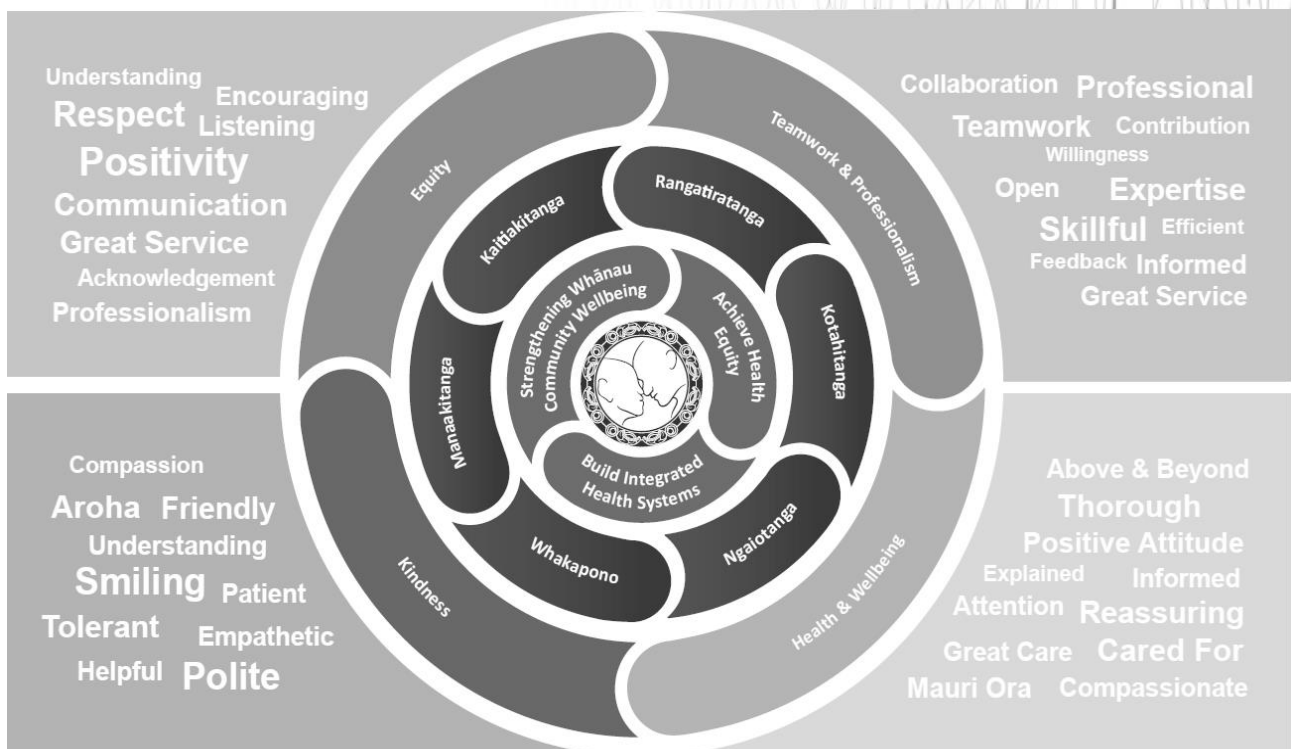 Understanding
Respect Encouraging
Listening
Positivity
Communication
Great Service
Acknowledgement
Professionalism
Collaboration Professional
Teamwork Contribution
Willingness
Open Expertise
Skillful Efficient
Feedback Informed
Great Service
Equity
Teamwork & Professionalism
Kaitiakitanga
Rangatiratanga
Strengthening Whānau
Community Wellbeing
Achieve Health
Equity
Kotahitanga
Manaakitanga
Build Integrated
Health Systems
Whakapono
Ngaiotanga
Kindness
Health & Wellbeing
Compassion
Aroha Friendly
Understanding
Smiling Patient
Tolerant Empathetic
Helpful Polite
Above & Beyond
Thorough
Positive Attitude
Explained Informed
Attention Reassuring
Great Care Cared For
Mauri Ora Compassionate